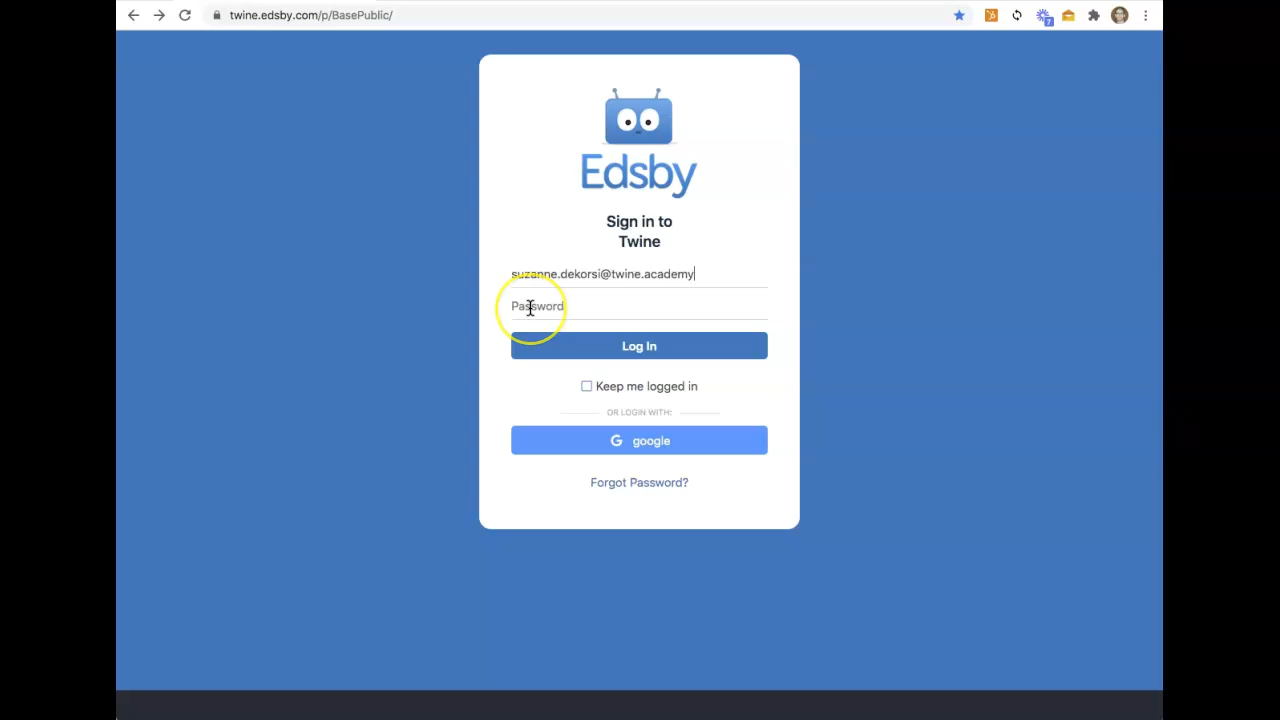 twine.edsby.com/p/BasePublic/
7
Edsby
Sign in to
Twine
suzanne.dekorsi@twine.academy
Password
Log In
Keep me logged in
OR LOGIN WITH:
G google
Forgot Password?